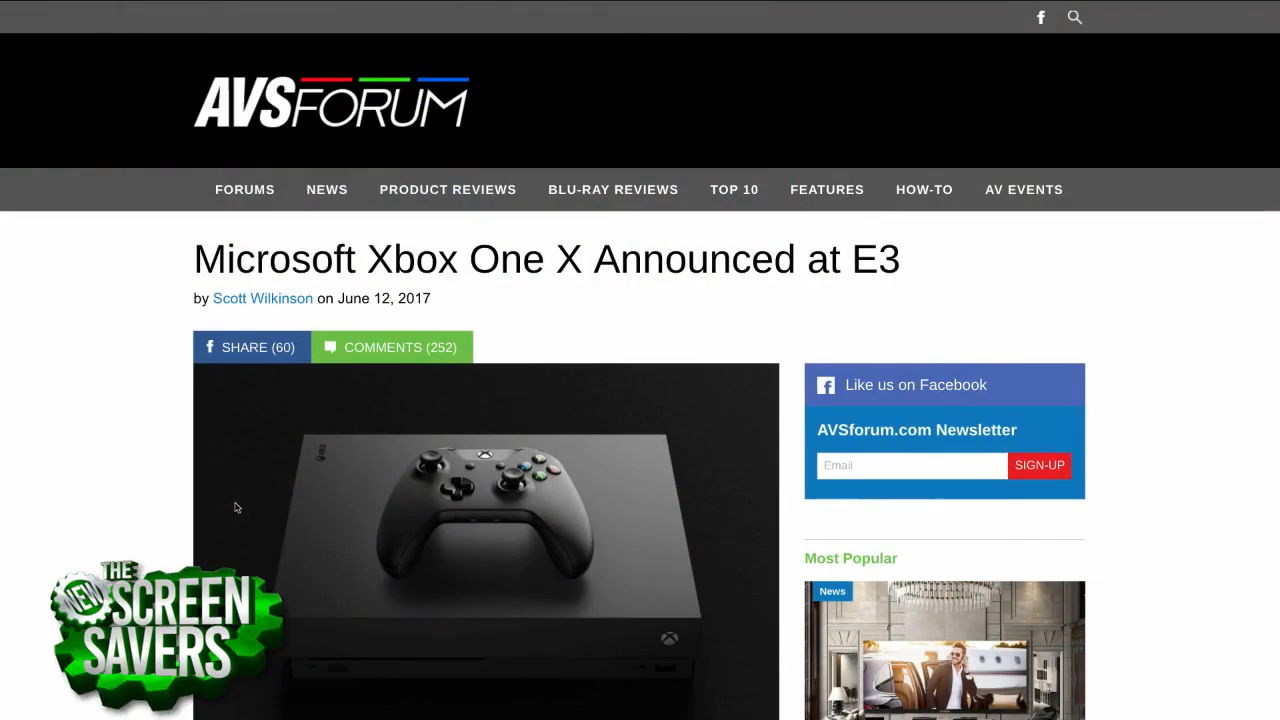 AVSFORUM
FORUMS NEWS PRODUCT REVIEWS BLU-RAY REVIEWS TOP 10 FEATURES HOW-TO AV EVENTS
Microsoft Xbox One X Announced at E3
by Scott Wilkinson on June 12, 2017
SHARE (60) COMMENTS (252)
Like us on Facebook
AVSforum.com Newsletter
Email SIGN-UP
Most Popular
News
THE
NEW SCREEN
SAVERS